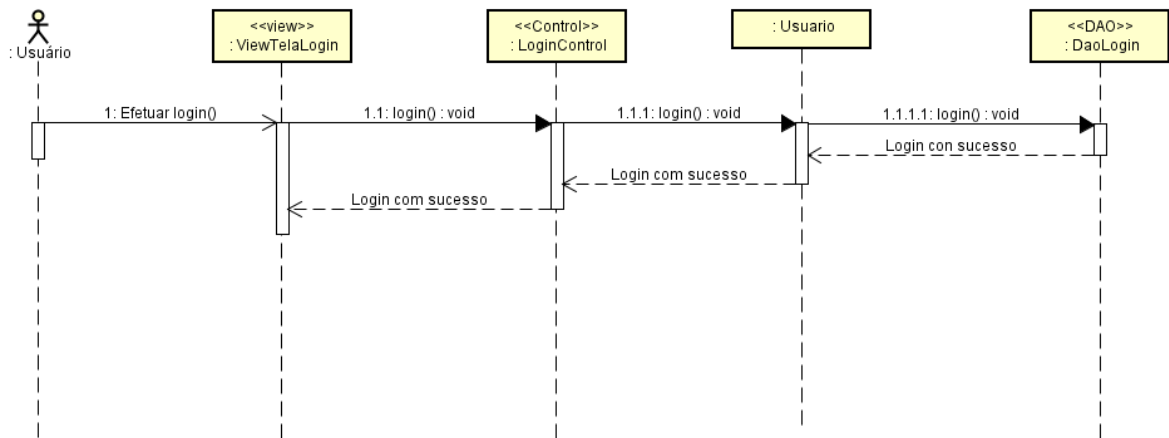 : Usuário
<<view>>
: ViewTelaLogin
<<Control>>
: LoginControl
: Usuario
<<DAO>>
: DaoLogin
1: Efetuar login()
1.1: login() : void
1.1.1: login() : void
1.1.1.1: login() : void
Login con sucesso
Login com sucesso
Login com sucesso